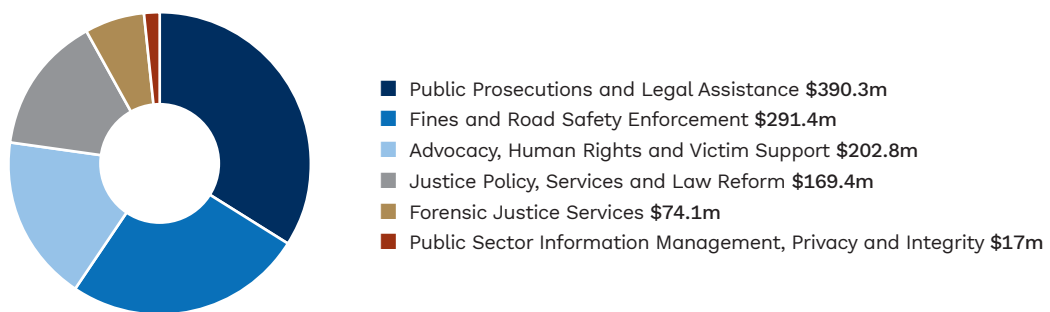 Public Prosecutions and Legal Assistance $390.3m
Fines and Road Safety Enforcement $291.4m
Advocacy, Human Rights and Victim Support $202.8m
Justice Policy, Services and Law Reform $169.4m
Forensic Justice Services $74.1m
Public Sector Information Management, Privacy and Integrity $17m